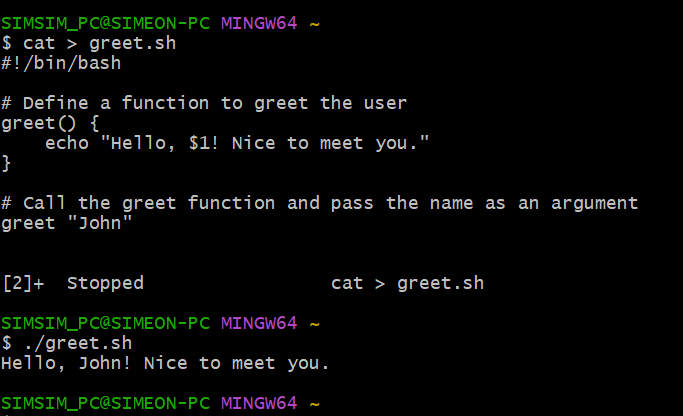 SIMSIM_PC@SIMEON-PC MINGW64 ~
$ cat > greet.sh
#!/bin/bash

# Define a function to greet the user
greet() {
    echo "Hello, $1! Nice to meet you."
}

# Call the greet function and pass the name as an argument
greet "John"


[2]+  Stopped                 cat > greet.sh

SIMSIM_PC@SIMEON-PC MINGW64 ~
$ ./greet.sh
Hello, John! Nice to meet you.

SIMSIM_PC@SIMEON-PC MINGW64 ~